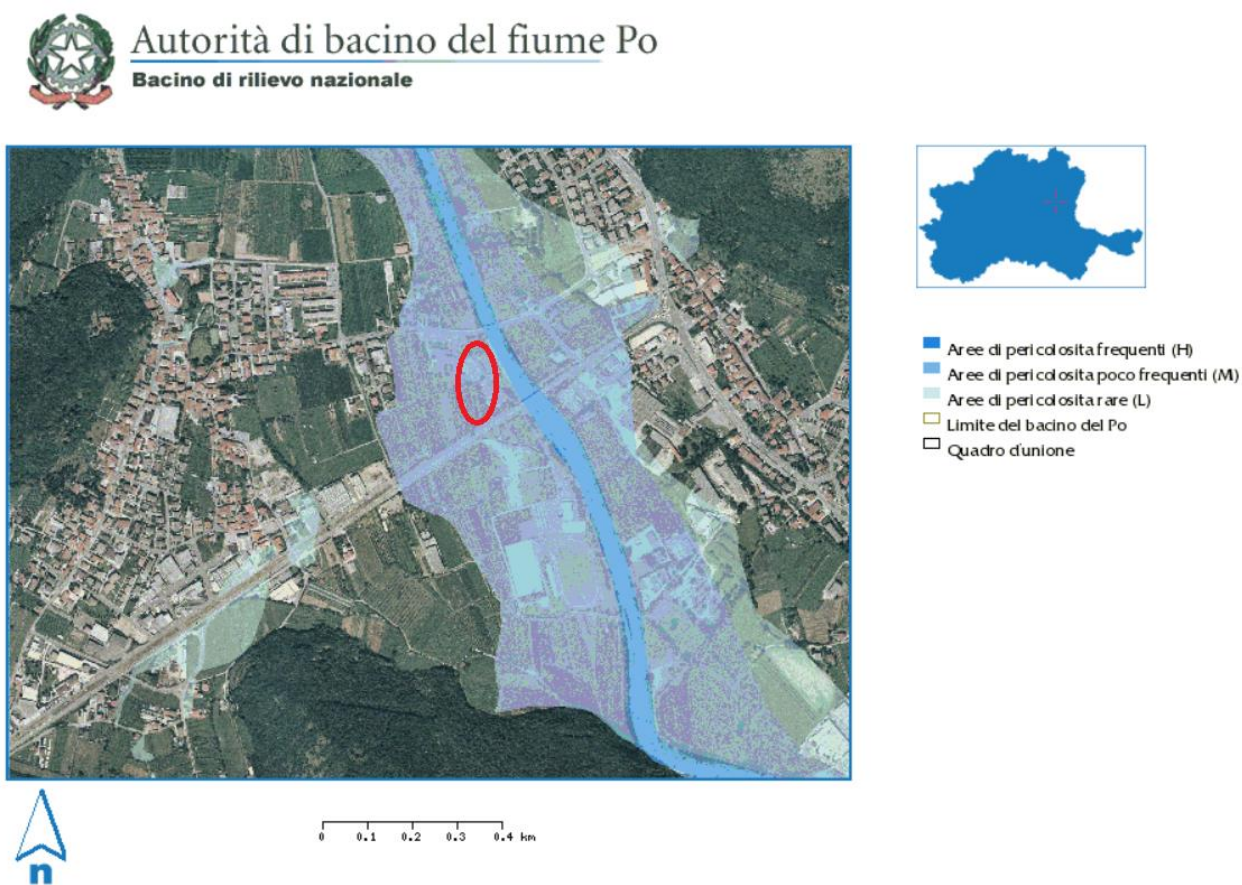 Autorità di bacino del fiume Po
Bacino di rilievo nazionale
Aree di pericolosita frequenti (H)
Aree di pericolosita poco frequenti (M)
Aree di pericolosita rare (L)
Limite del bacino del Po
Quadro d'unione
0 0.1 0.2 0.3 0.4 km
n